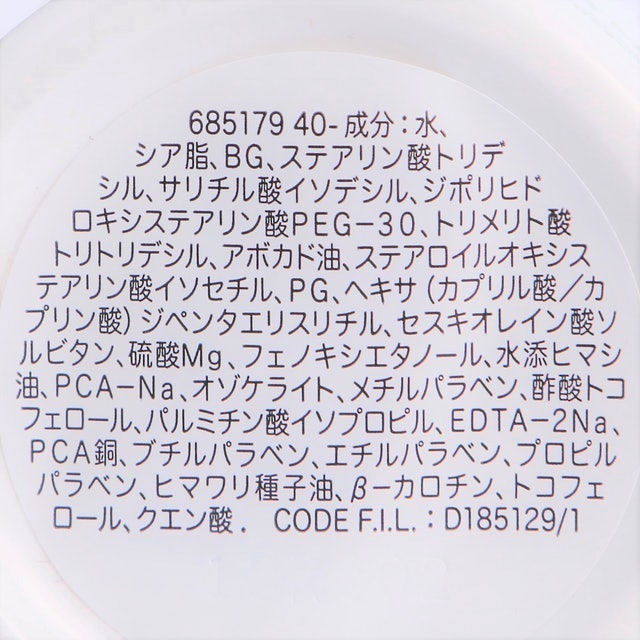 685179 40-成分：水、
シア脂、BG、ステアリン酸トリデ
シル、サリチル酸イソデシル、ジポリヒド
ロキシステアリン酸PEG-30、トリメリト酸
トリトリデシル、アボカド油、ステアロイルオキシス
テアリン酸イソセチル、PG、ヘキサ（カプリル酸／カ
プリン酸）ジペンタエリスリチル、セスキオレイン酸ソ
ルビタン、硫酸Mg、フェノキシエタノール、水添ヒマシ
油、PCA-Na、オゾケライト、メチルパラベン、酢酸トコ
フェロール、パルミチン酸イソプロピル、EDTA-2Na、
PCA銅、ブチルパラベン、エチルパラベン、プロピル
パラベン、ヒマワリ種子油、β-カロチン、トコフェ
ロール、クエン酸． CODE F.I.L.：D185129/1